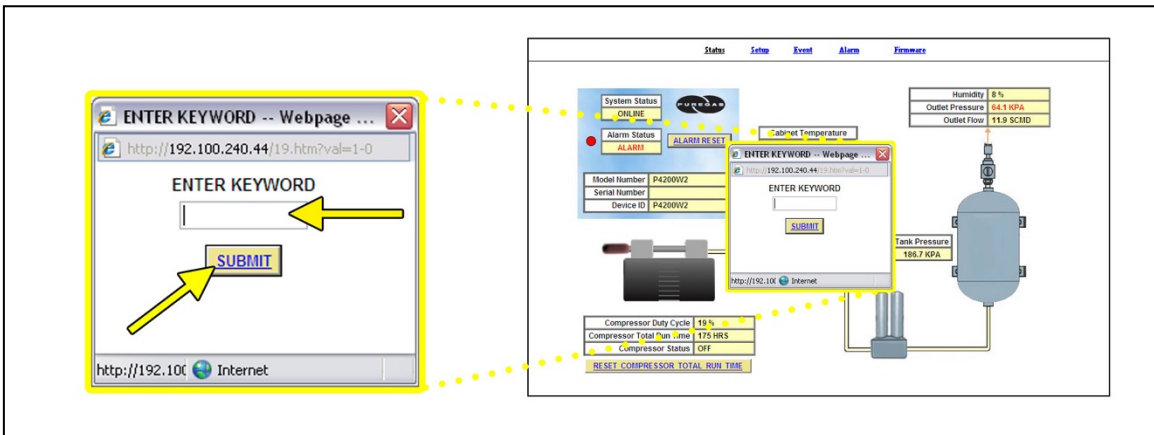 ENTER KEYWORD -- Webpage ...
http://192.100.240.44/19.htm?val=1-0
ENTER KEYWORD
SUBMIT
http://192.10(
Internet
Status Setup Event Alarm Firmware
System Status
ONLINE
PUREGAS
Alarm Status
ALARM
ALARM RESET
Model Number P4200W2
Serial Number
Device ID P4200W2
Cabinet Temperature
Humidity 8 %
Outlet Pressure 64.1 KPA
Outlet Flow 11.9 SCMD
ENTER KEYWORD -- Webpage ...
http://192.100.240.44/19.htm?val=1-0
ENTER KEYWORD
SUBMIT
http://192.10(
Internet
Tank Pressure
186.7 KPA
Compressor Duty Cycle 19 %
Compressor Total Run Time 175 HRS
Compressor Status OFF
RESET COMPRESSOR TOTAL RUN TIME